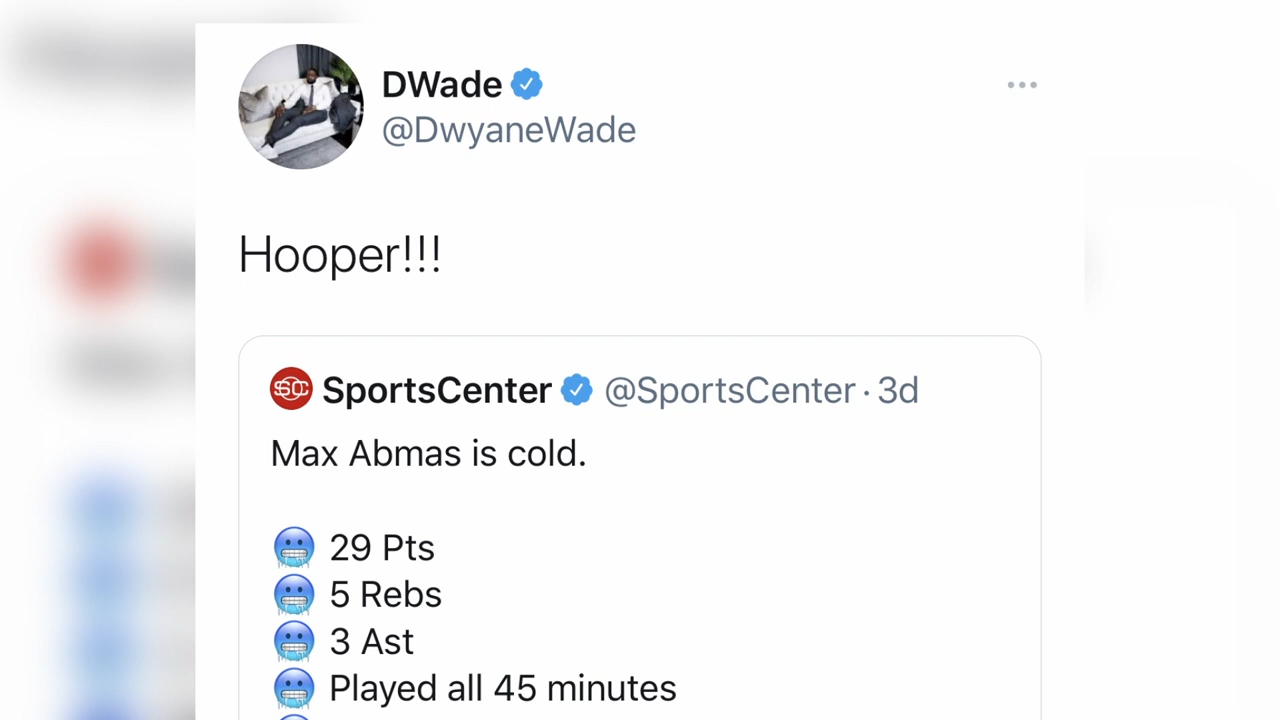 DWade
@DwyaneWade
Hooper!!!
SC SportsCenter @SportsCenter · 3d
Max Abmas is cold.
🥶 29 Pts
🥶 5 Rebs
🥶 3 Ast
🥶 Played all 45 minutes